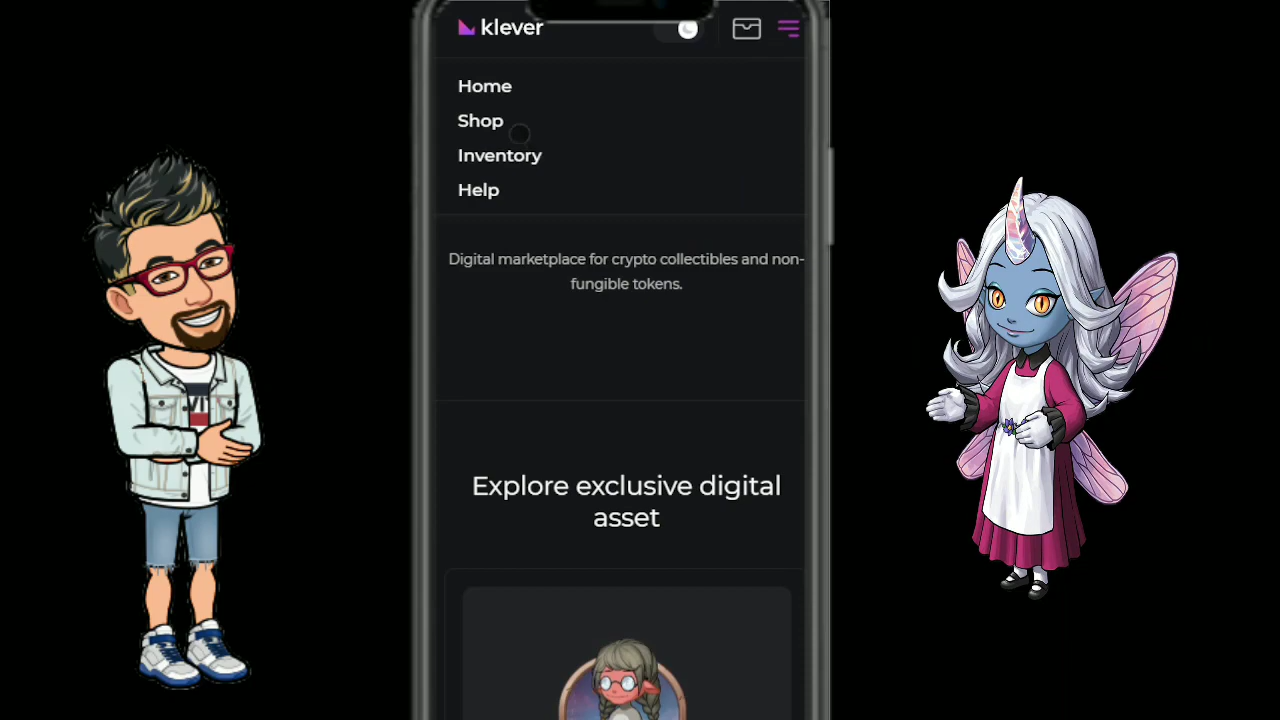 klever
Home
Shop
Inventory
Help
Digital marketplace for crypto collectibles and non-
fungible tokens.
Explore exclusive digital
asset